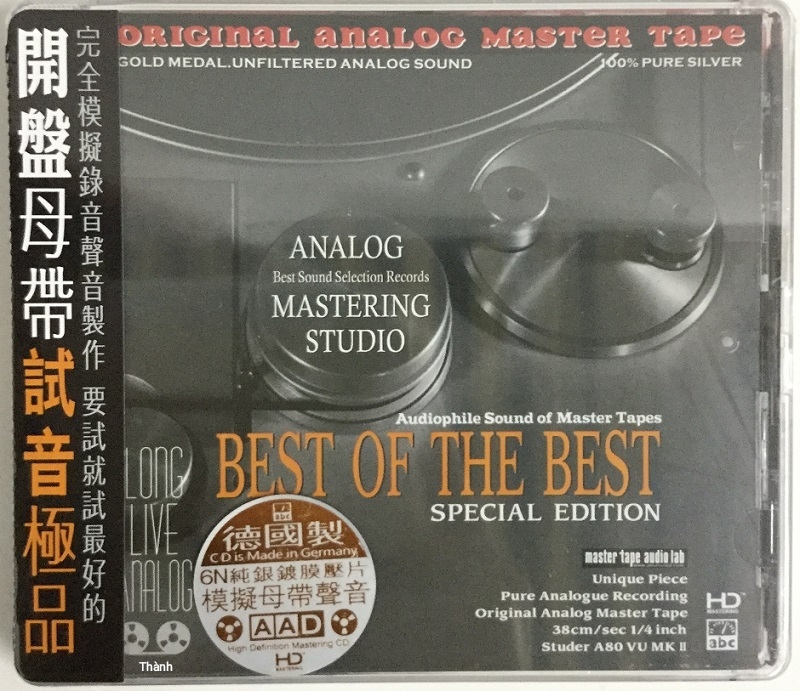 開盤母帶試音極品
完全模擬錄音聲音製作 要試就試最好的
ORIGINAL ANALOG MASTER TAPE
GOLD MEDAL.UNFILTERED ANALOG SOUND
100% PURE SILVER
ANALOG
Best Sound Selection Records
MASTERING
STUDIO
Audiophile Sound of Master Tapes
BEST OF THE BEST
SPECIAL EDITION
LONG
LIVE
ANALOG
abc
德國製
CD is Made in Germany
6N純銀鍍膜壓片
模擬母帶聲音
AAD
High Definition Mastering CD
HD
MASTERING
master tape audio lab
Unique Piece
Pure Analogue Recording
Original Analog Master Tape
38cm/sec 1/4 inch
Studer A80 VU MK II
HD™
MASTERING
abc
Thành